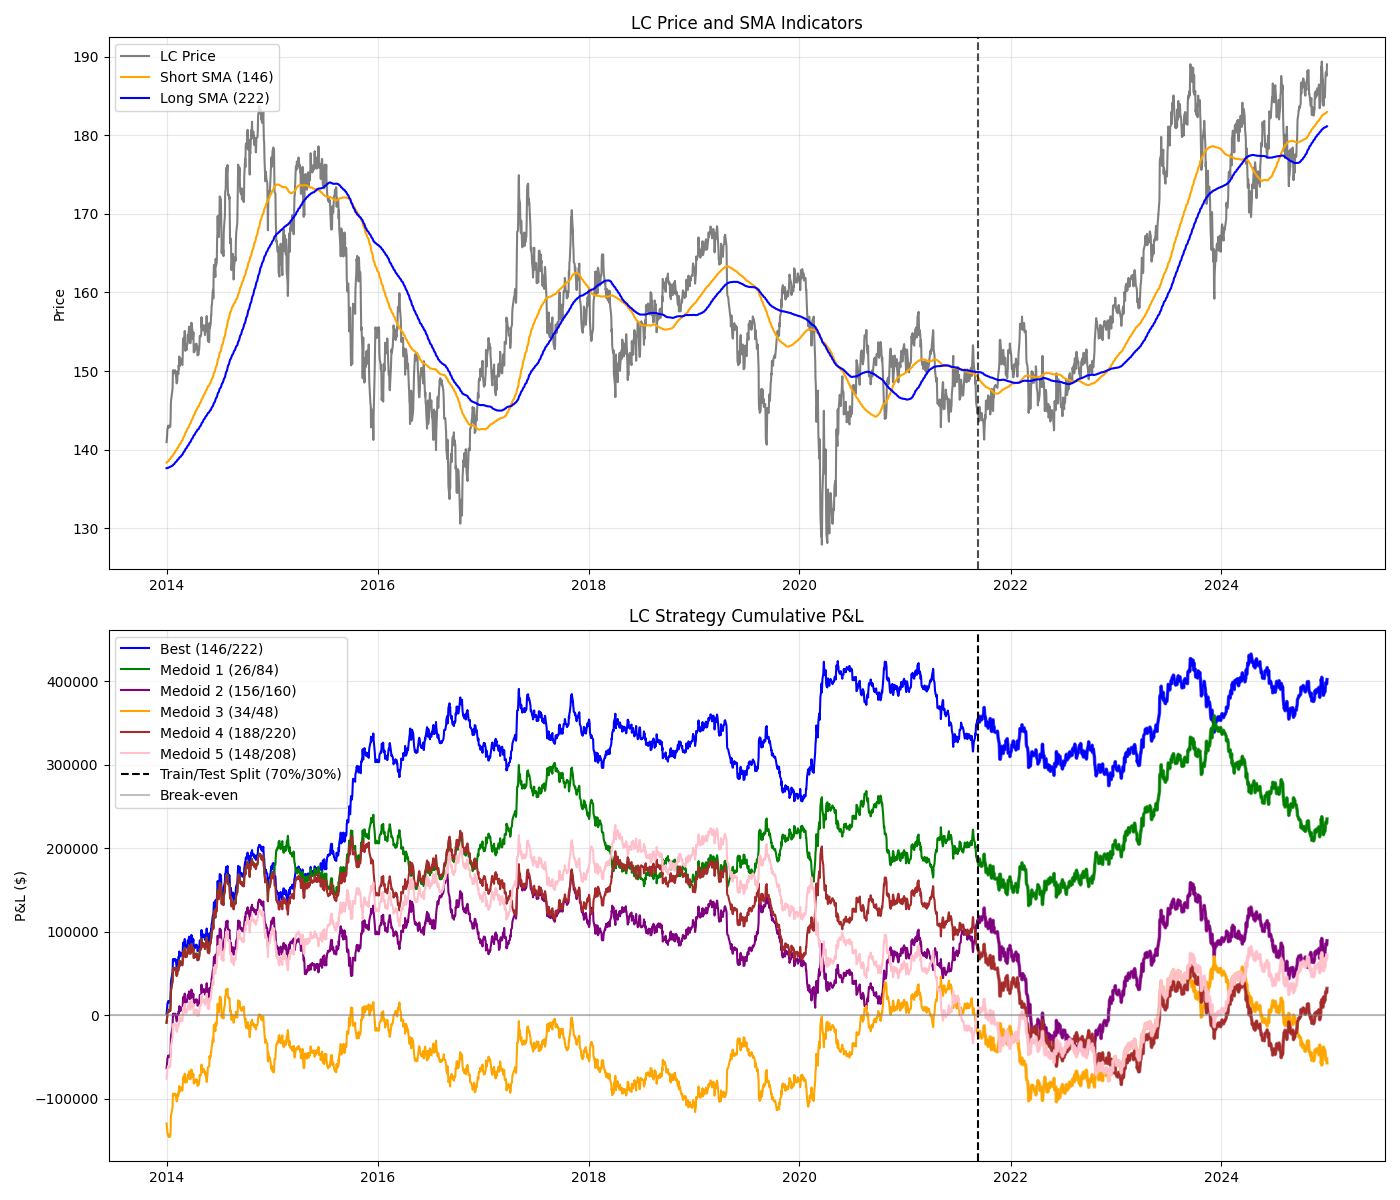 LC Price and SMA Indicators
LC Price
Short SMA (146)
Long SMA (222)
Price
190
180
170
160
150
140
130
2014
2016
2018
2020
2022
2024
LC Strategy Cumulative P&L
Best (146/222)
Medoid 1 (26/84)
Medoid 2 (156/160)
Medoid 3 (34/48)
Medoid 4 (188/220)
Medoid 5 (148/208)
Train/Test Split (70%/30%)
Break-even
P&L ($)
400000
300000
200000
100000
0
−100000
2014
2016
2018
2020
2022
2024